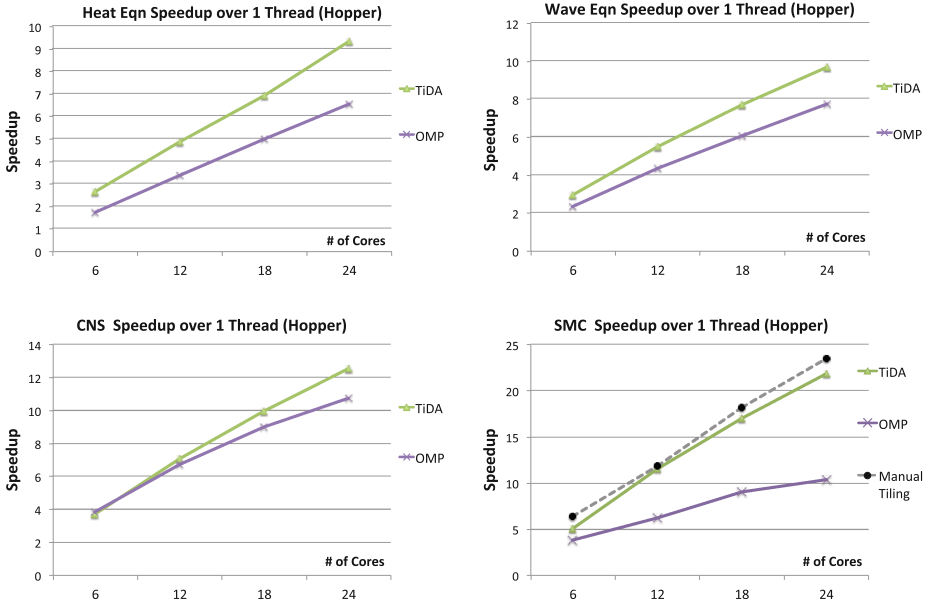 Heat Eqn Speedup over 1 Thread (Hopper)
10
9
8
7
6
5
4
3
2
1
0
Speedup
6 12 18 24
# of Cores
TiDA
OMP
Wave Eqn Speedup over 1 Thread (Hopper)
12
10
8
6
4
2
0
Speedup
6 12 18 24
# of Cores
TiDA
OMP
CNS Speedup over 1 Thread (Hopper)
14
12
10
8
6
4
2
0
Speedup
6 12 18 24
# of Cores
TiDA
OMP
SMC Speedup over 1 Thread (Hopper)
25
20
15
10
5
0
Speedup
6 12 18 24
# of Cores
TiDA
OMP
Manual
Tiling